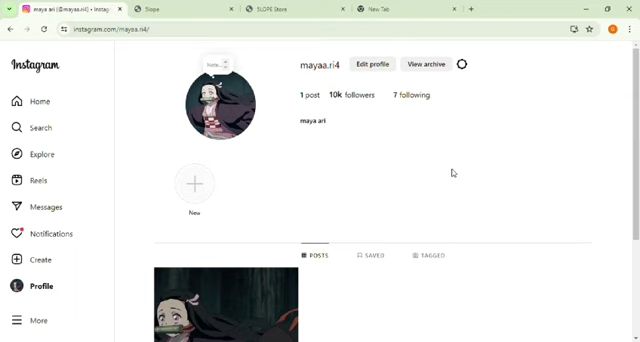 maya ari (@mayaa.ri4) • Instag
Slope
SLOPE Store
New Tab
instagram.com/mayaa.ri4/
Instagram
Home
Search
Explore
Reels
Messages
Notifications
Create
Profile
More
Note...
mayaa.ri4
Edit profile
View archive
1 post
10k followers
7 following
maya ari
New
POSTS
SAVED
TAGGED